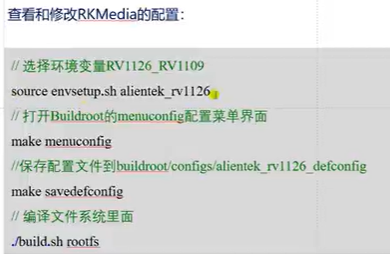 查看和修改RKMedia的配置：
// 选择环境变量RV1126_RV1109
source envsetup.sh alientek_rv1126
// 打开Buildroot的menuconfig配置菜单界面
make menuconfig
//保存配置文件到buildroot/configs/alientek_rv1126_defconfig
make savedefconfig
// 编译文件系统里面
./build.sh rootfs